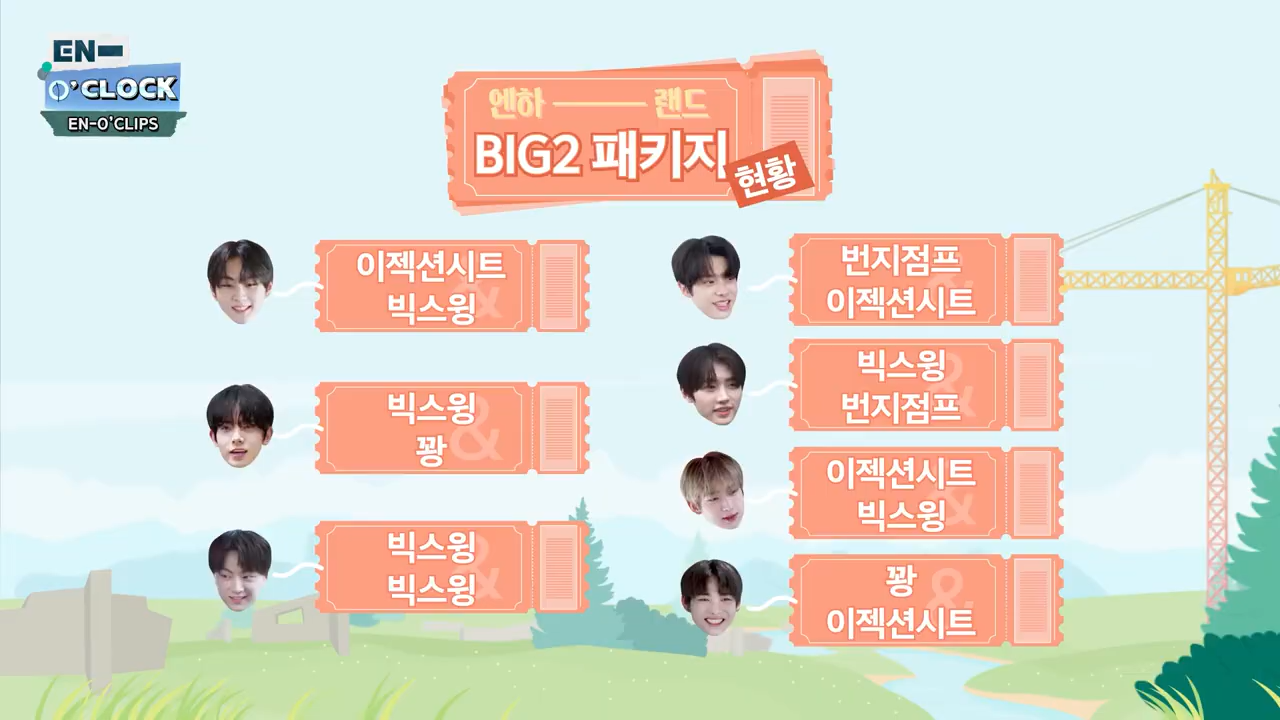 EN-
O'CLOCK
EN-O'CLIPS
엔하 랜드
BIG2 패키지
현황
이젝션시트
&
빅스윙
빅스윙
&
꽝
빅스윙
&
빅스윙
번지점프
&
이젝션시트
빅스윙
&
번지점프
이젝션시트
&
빅스윙
꽝
&
이젝션시트